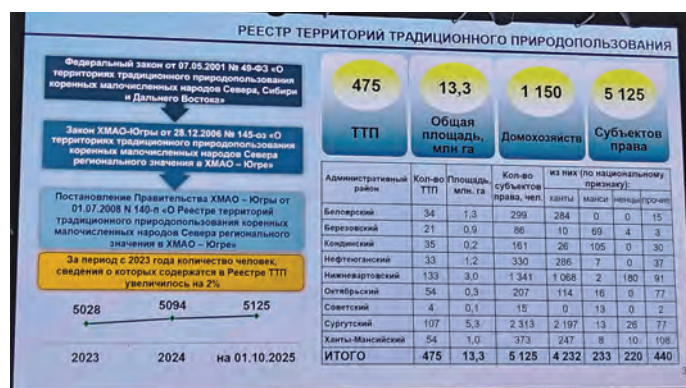 РЕЕСТР ТЕРРИТОРИЙ ТРАДИЦИОННОГО ПРИРОДОПОЛЬЗОВАНИЯ
Федеральный закон от 07.05.2001 № 49-ФЗ «О
территориях традиционного природопользования
коренных малочисленных народов Севера, Сибири
и Дальнего Востока»
Закон ХМАО-Югры от 28.12.2006 № 145-оз «О
территориях традиционного природопользования
коренных малочисленных народов Севера
регионального значения в ХМАО – Югре»
Постановление Правительства ХМАО – Югры от
01.07.2008 N 140-п «О Реестре территорий
традиционного природопользования коренных
малочисленных народов Севера регионального
значения в ХМАО – Югре»
За период с 2023 года количество человек,
сведения о которых содержатся в Реестре ТТП
увеличилось на 2%
5028 5094 5125
2023 2024 на 01.10.2025
475 13,3 1 150 5 125
ТТП
Общая
площадь,
млн га
Домохозяйств
Субъектов
права
Административный район Кол-во ТТП Площадь, млн. га Кол-во субъектов права, чел. из них (по национальному признаку):
ханты манси ненцы прочие
Белоярский 34 1,3 299 284 0 0 15
Березовский 21 0,9 86 10 69 4 3
Кондинский 35 0,2 161 26 105 0 30
Нефтеюганский 33 1,2 330 286 7 0 37
Нижневартовский 133 3,0 1 341 1 068 2 180 91
Октябрьский 54 0,3 207 114 16 0 77
Советский 4 0,1 15 0 13 0 2
Сургутский 107 5,3 2 313 2 197 13 26 77
Ханты-Мансийский 54 1,0 373 247 8 10 108
ИТОГО 475 13,3 5 125 4 232 233 220 440
3